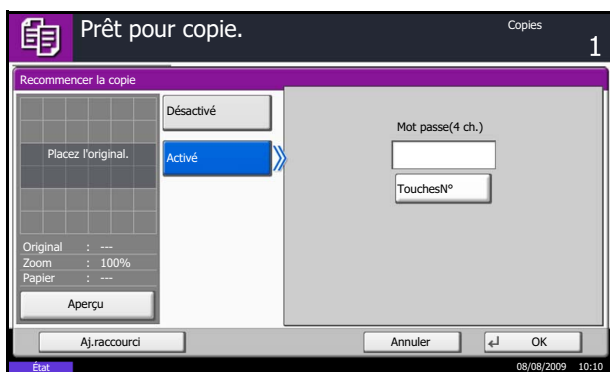 Prêt pour copie.
Copies
1
Recommencer la copie
Placez l'original.
Original : ---
Zoom : 100%
Papier : ---
Aperçu
Désactivé
Activé
Mot passe(4 ch.)
TouchesN°
Aj.raccourci
Annuler
OK
État
08/08/2009 10:10